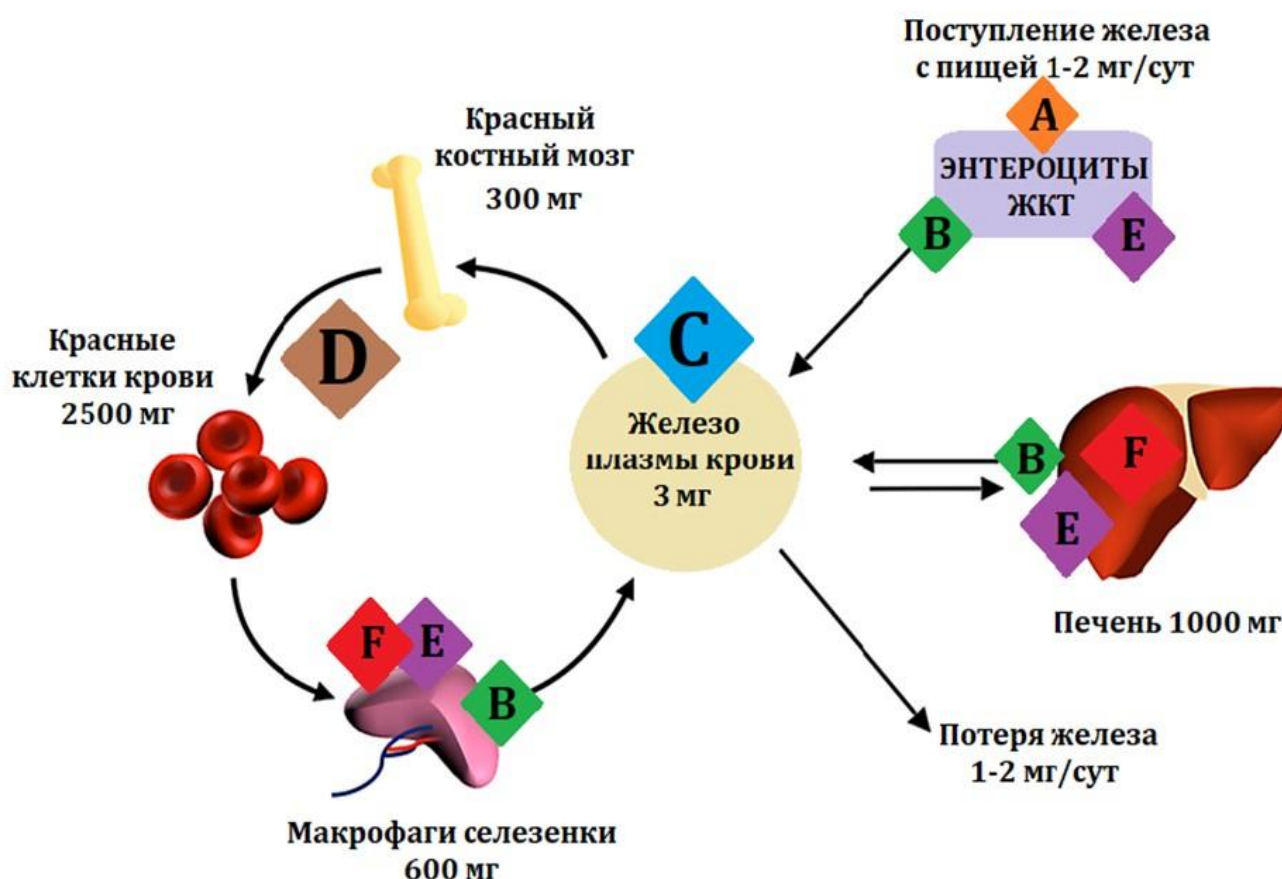 Поступление железа
с пищей 1-2 мг/сут
A
ЭНТЕРОЦИТЫ
ЖКТ
B
E
Красный
костный мозг
300 мг
C
D
Красные
клетки крови
2500 мг
Железо
плазмы крови
3 мг
B
F
E
Печень 1000 мг
F
E
B
Макрофаги селезенки
600 мг
Потеря железа
1-2 мг/сут